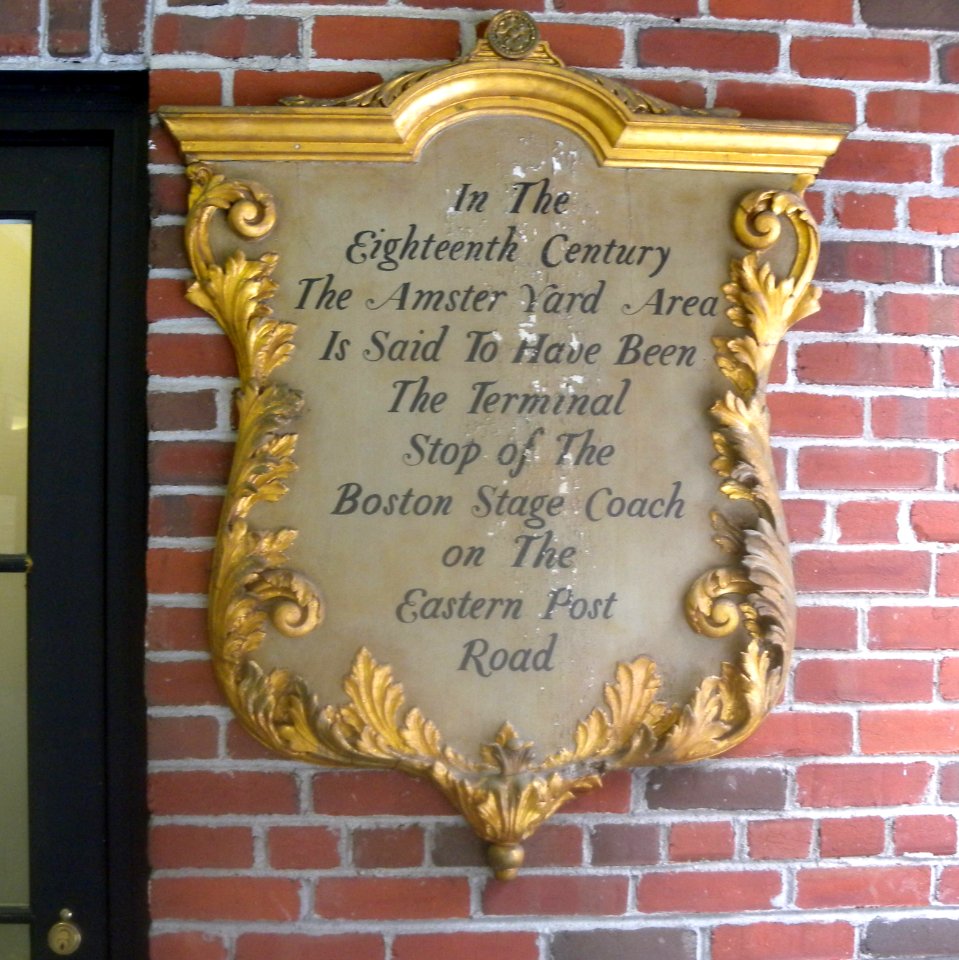 In The
Eighteenth Century
The Amster Yard Area
Is Said To Have Been
The Terminal
Stop of The
Boston Stage Coach
on The
Eastern Post
Road